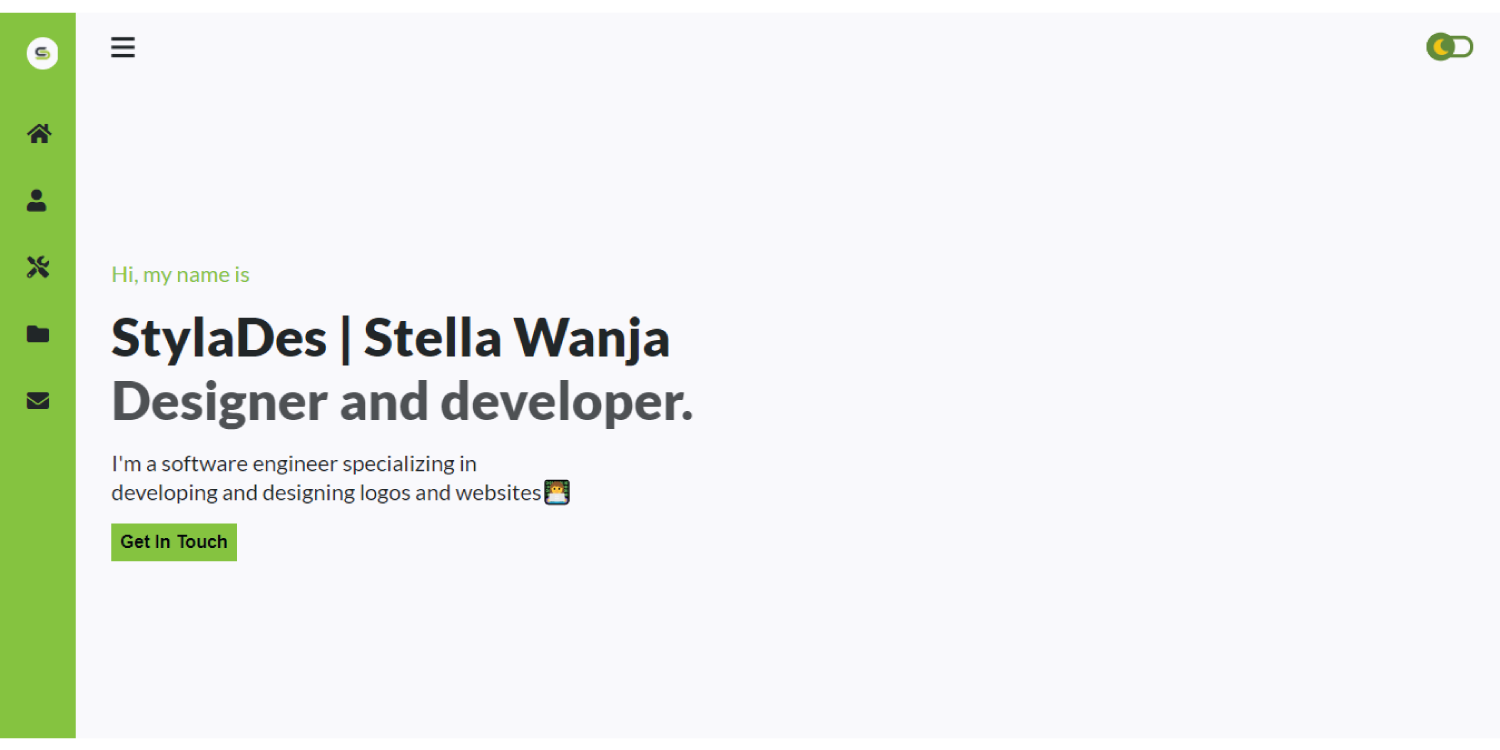 Hi, my name is
StylaDes | Stella Wanja
Designer and developer.
I'm a software engineer specializing in
developing and designing logos and websites
Get In Touch